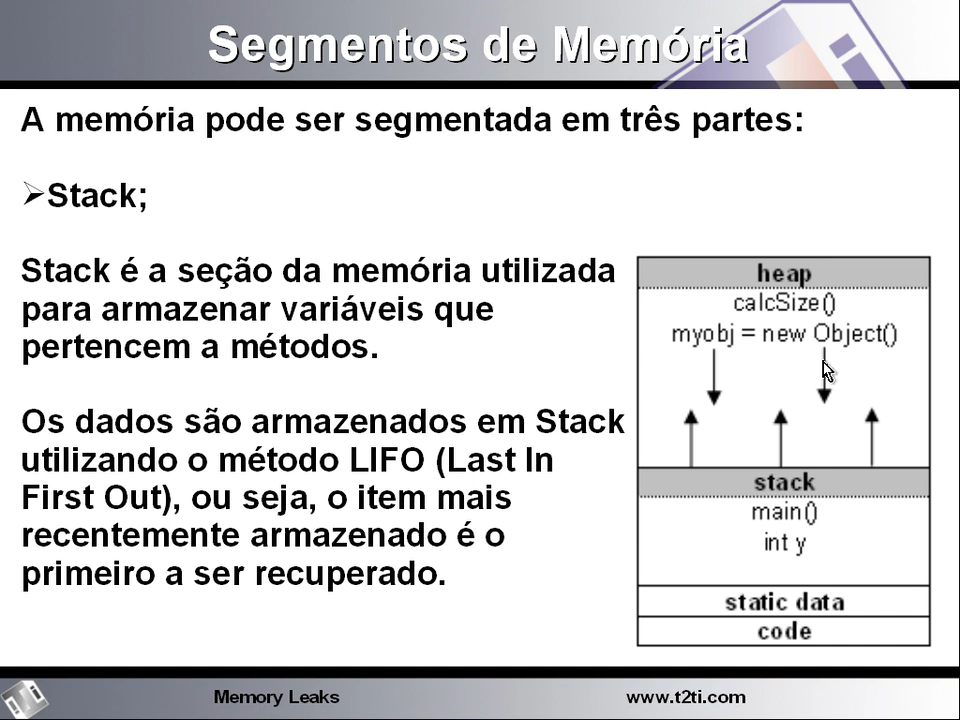 Segmentos de Memória
A memória pode ser segmentada em três partes:
Stack;
Stack é a seção da memória utilizada
para armazenar variáveis que
pertencem a métodos.
Os dados são armazenados em Stack
utilizando o método LIFO (Last In
First Out), ou seja, o item mais
recentemente armazenado é o
primeiro a ser recuperado.
heap
calcSize()
myobj = new Object()
stack
main()
int y
static data
code
Memory Leaks
www.t2ti.com